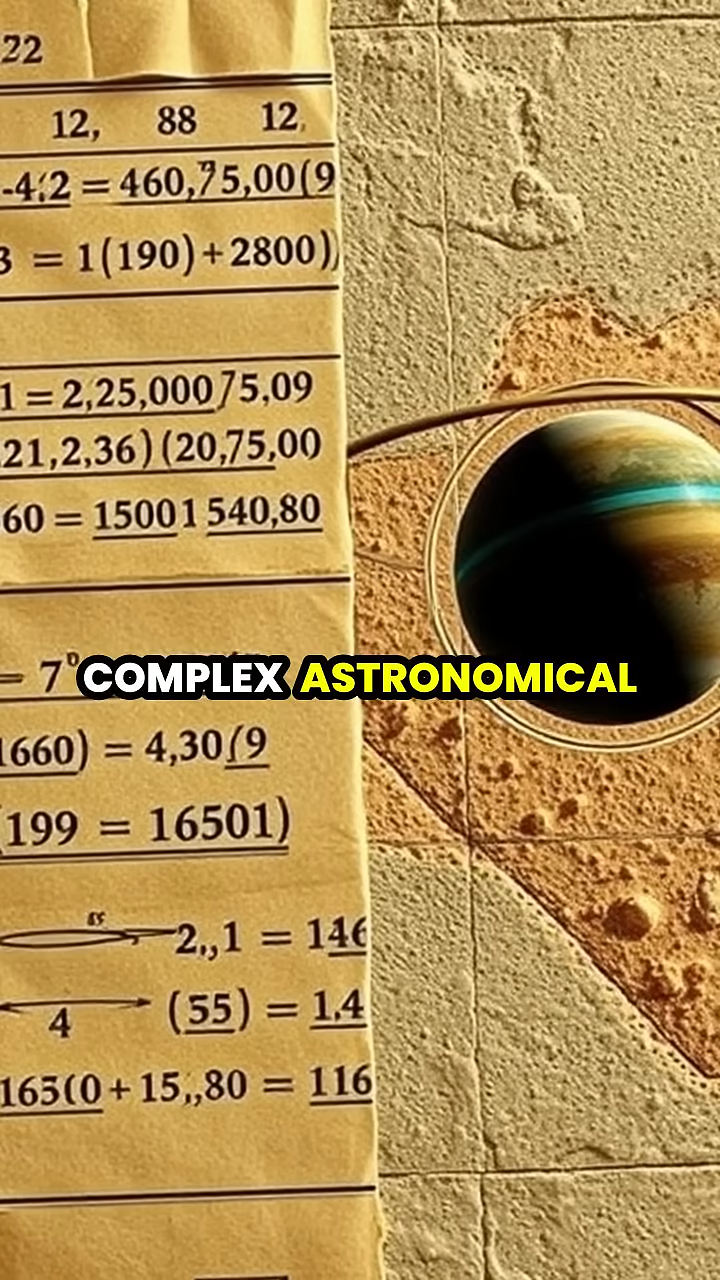 22
12, 88 12,
-4:2 = 460,75,00(9
3 = 1(190)+2800))
1 = 2,25,000/75,09
21,2,36)(20,75,00
60 = 15001 540,80
= 7
COMPLEX ASTRONOMICAL
1660) = 4,30(9
(199 = 16501)
2,,1 = 146
4 (55) = 1,4
165(0+15,,80 = 116